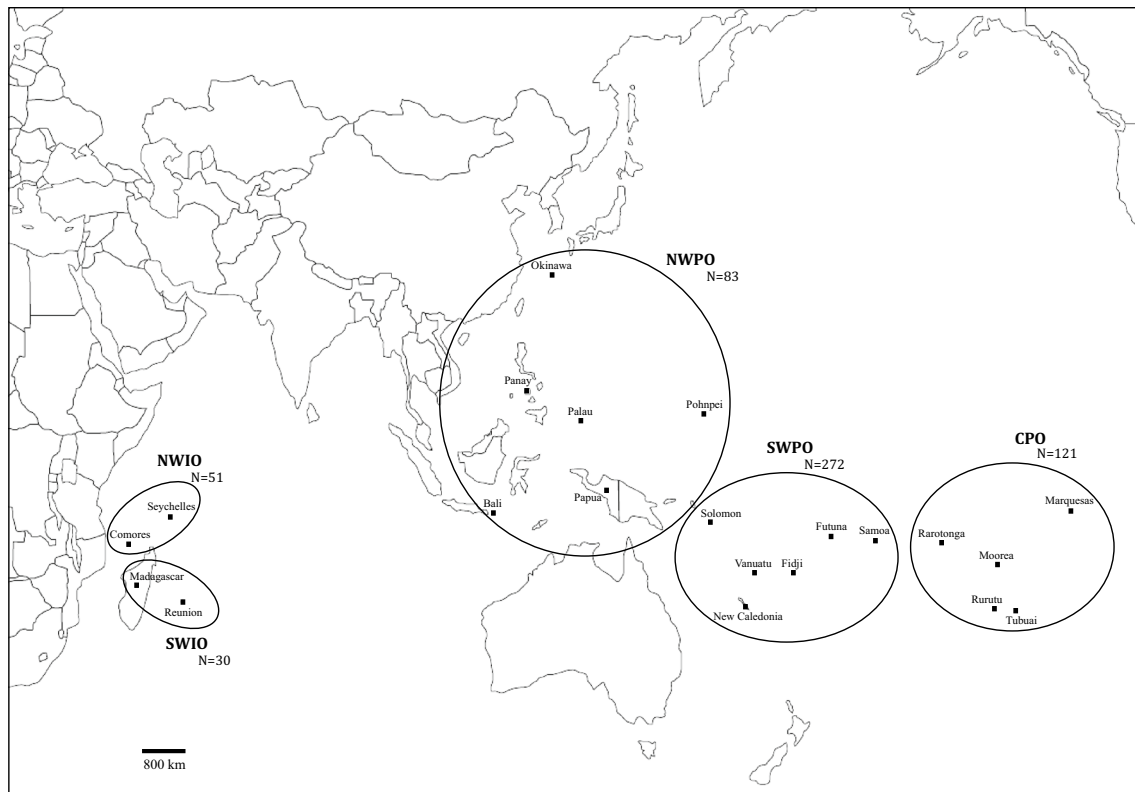 NWPO
N=83
Okinawa
Panay
Palau
Pohnpei
Papua
Bali
NWIO
N=51
Seychelles
Comores
Madagascar
Reunion
SWIO
N=30
SWPO
N=272
Solomon
Futuna
Samoa
Vanuatu
Fidji
New Caledonia
CPO
N=121
Marquesas
Rarotonga
Moorea
Rurutu
Tubuai
800 km